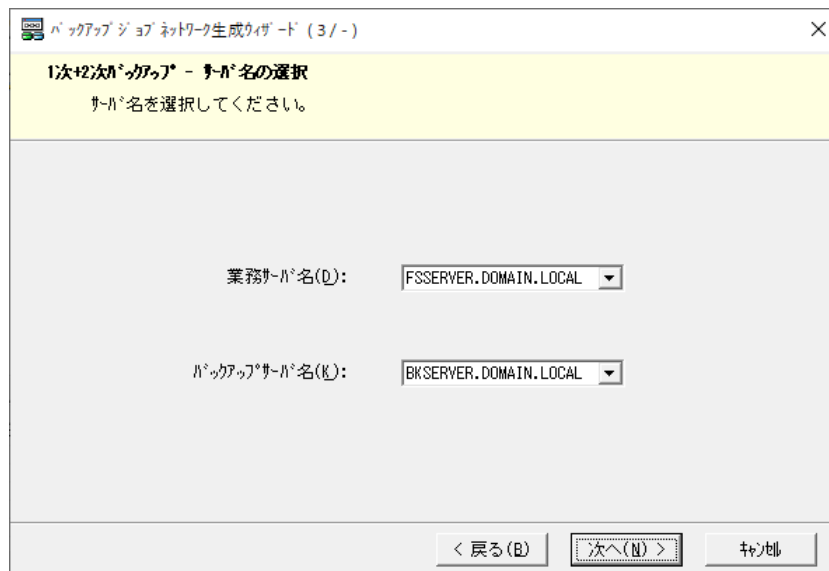 ﾊﾞｯｸｱｯﾌﾟｼﾞｮﾌﾞﾈｯﾄﾜｰｸ生成ｳｨｻﾞｰﾄﾞ ( 3 / - )
1次+2次ﾊﾞｯｸｱｯﾌﾟ - ｻｰﾊﾞ名の選択
ｻｰﾊﾞ名を選択してください。
業務ｻｰﾊﾞ名(D): FSSERVER.DOMAIN.LOCAL
ﾊﾞｯｸｱｯﾌﾟｻｰﾊﾞ名(K): BKSERVER.DOMAIN.LOCAL
< 戻る(B) 次へ(N) > ｷｬﾝｾﾙ